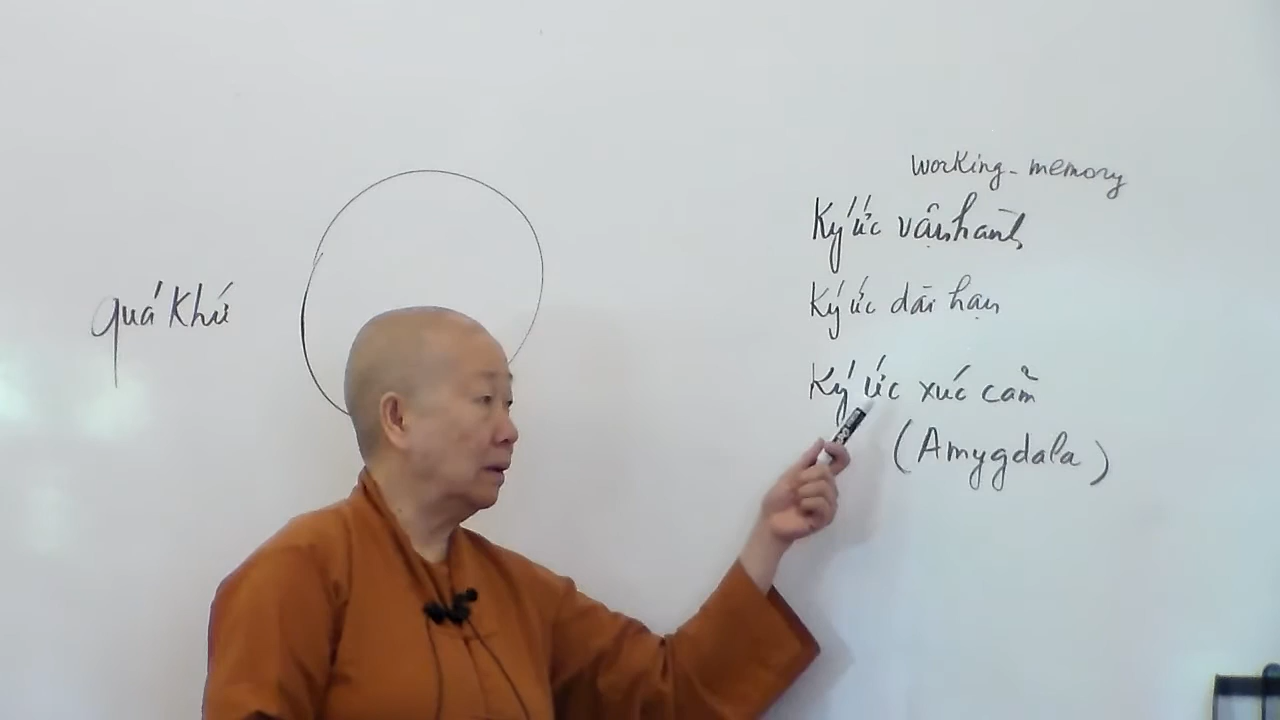 working - memory
Ký ức vận hành
Ký ức dài hạn
Ký ức xúc cảm
(Amygdala)
quá khứ